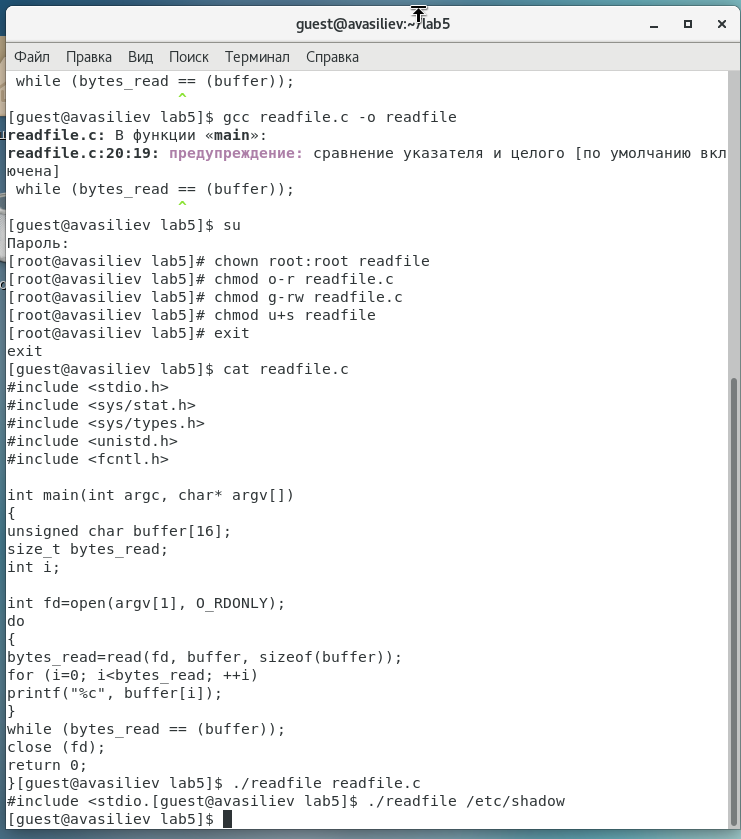 guest@avasiliev:~/lab5
Файл Правка Вид Поиск Терминал Справка
while (bytes_read == (buffer));
^
[guest@avasiliev lab5]$ gcc readfile.c -o readfile
readfile.c: В функции «main»:
readfile.c:20:19: предупреждение: сравнение указателя и целого [по умолчанию вкл
ючена]
while (bytes_read == (buffer));
^
[guest@avasiliev lab5]$ su
Пароль:
[root@avasiliev lab5]# chown root:root readfile
[root@avasiliev lab5]# chmod o-r readfile.c
[root@avasiliev lab5]# chmod g-rw readfile.c
[root@avasiliev lab5]# chmod u+s readfile
[root@avasiliev lab5]# exit
exit
[guest@avasiliev lab5]$ cat readfile.c
#include <stdio.h>
#include <sys/stat.h>
#include <sys/types.h>
#include <unistd.h>
#include <fcntl.h>
int main(int argc, char* argv[])
{
unsigned char buffer[16];
size_t bytes_read;
int i;
int fd=open(argv[1], O_RDONLY);
do
{
bytes_read=read(fd, buffer, sizeof(buffer));
for (i=0; i<bytes_read; ++i)
printf("%c", buffer[i]);
}
while (bytes_read == (buffer));
close (fd);
return 0;
}[guest@avasiliev lab5]$ ./readfile readfile.c
#include <stdio.[guest@avasiliev lab5]$ ./readfile /etc/shadow
[guest@avasiliev lab5]$